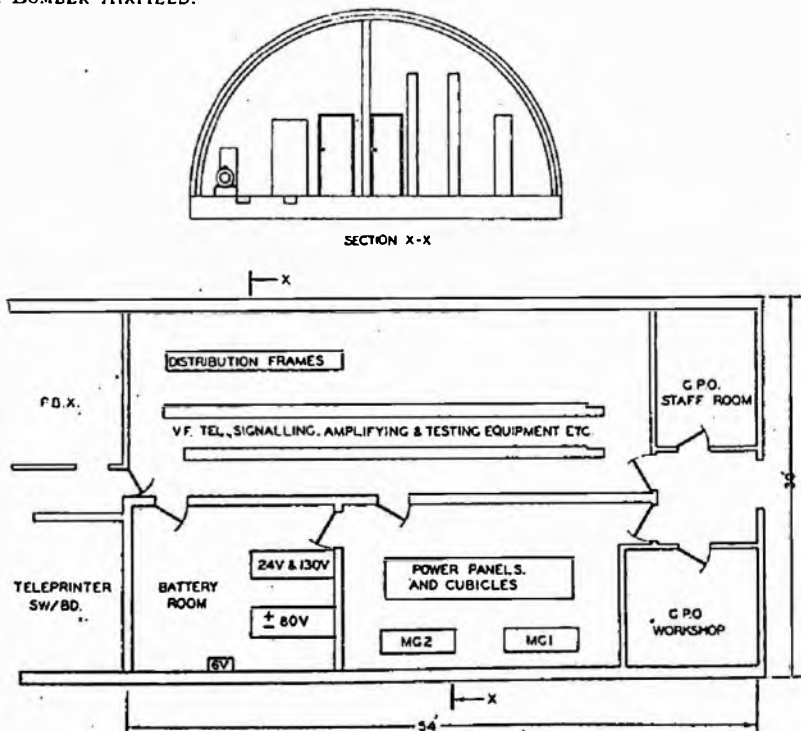 BOMBER AIRFIELD.
SECTION X-X
X
DISTRIBUTION FRAMES
P.B.X.
G.P.O.
STAFF ROOM
V.F. TEL., SIGNALLING, AMPLIFYING & TESTING EQUIPMENT ETC.
30'
TELEPRINTER
SW/BD.
BATTERY
ROOM
24V & 130V
± 80V
6V
POWER PANELS.
AND CUBICLES
MG2
MG1
G.P.O
WORKSHOP
X
54'